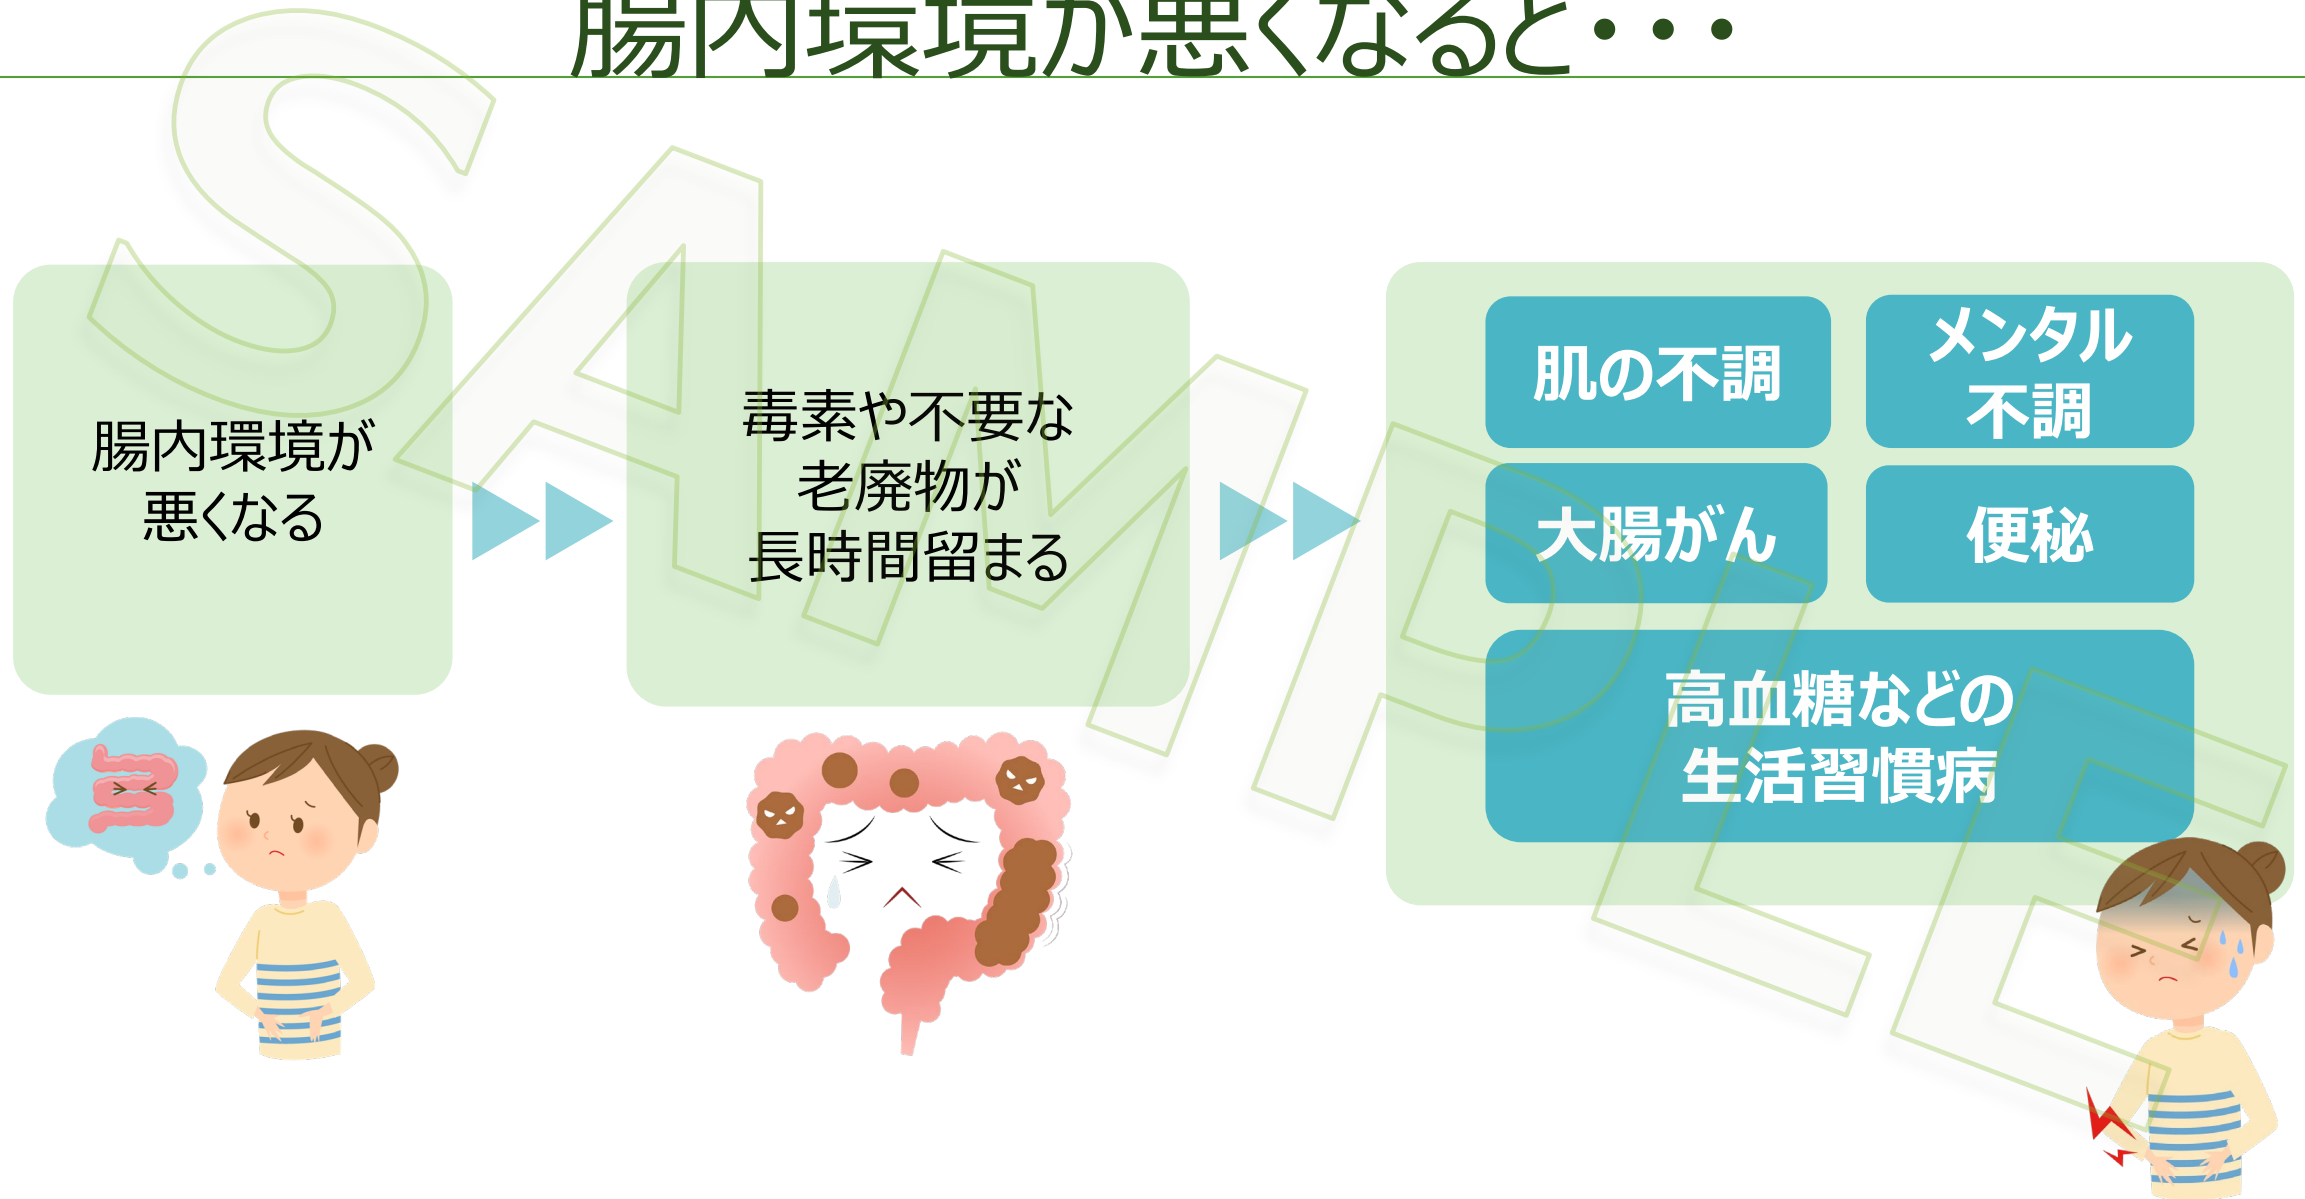 腸内環境が悪くなると・・・
腸内環境が
悪くなる
毒素や不要な
老廃物が
長時間留まる
肌の不調
メンタル
不調
大腸がん
便秘
高血糖などの
生活習慣病
SAMPLE